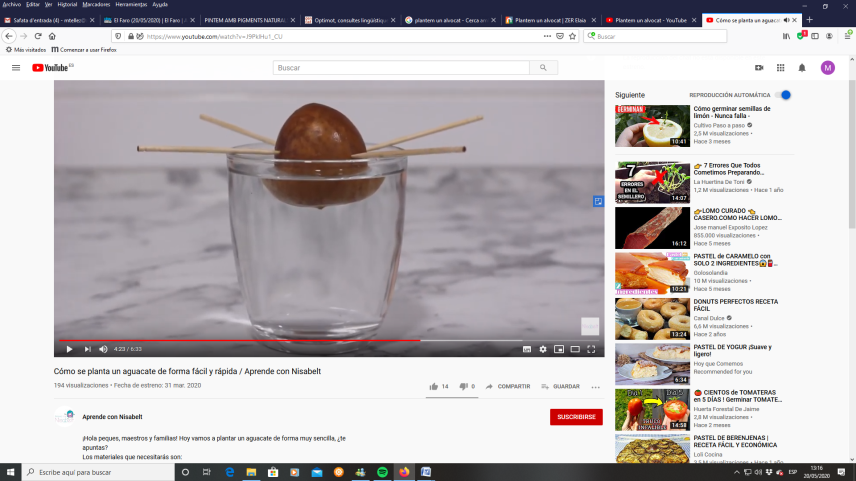 Archivo Editar Ver Historial Marcadores Herramientas Ayuda
Safata d'entrada (4) - mtellez@
El Faro (20/05/2020) | El Faro |
PINTEM AMB PIGMENTS NATURAL
Optimot, consultes lingüístique
plantem un alvocat - Cerca am
Plantem un alvocat | ZER Elaia
Plantem un alvocat - YouTube
Cómo se planta un aguacate
https://www.youtube.com/watch?v=
Buscar
Más visitados
Comenzar a usar Firefox
YouTube ES
Buscar
M
Siguiente
REPRODUCCIÓN AUTOMÁTICA
GERMINAN
10:41
Cómo germinar semillas de
limón - Nunca falla -
Cultivo Paso a paso
2,5 M visualizaciones •
Hace 3 meses
7
ERRORES
EN EL
SEMILLERO
14:07
7 Errores Que Todos
Cometimos Preparando...
La Huertina De Toni
1,2 M visualizaciones • Hace 1 año
16:12
LOMO CURADO
CASERO.COMO HACER LOMO...
Jose manuel Exposito Lopez
855.000 visualizaciones •
Hace 5 meses
10:21
PASTEL de CARAMELO con
SOLO 2 INGREDIENTES
Golosolandia
10 M visualizaciones •
Hace 5 meses
13:24
DONUTS PERFECTOS RECETA
FÁCIL
Canal Dulce
6,6 M visualizaciones •
Hace 2 años
6:34
PASTEL DE YOGUR ¡Suave y
ligero!
Hoy que Comemos
Recommended for you
14:58
CIENTOS de TOMATERAS
en 5 DÍAS ! Germinar TOMATE...
Huerta Forestal De Jaime
2,8 M visualizaciones •
Hace 2 meses
PASTEL DE BERENJENAS |
RECETA FÁCIL Y ECONÓMICA
Loli Cocina
2,5 M visualizaciones • Hace 1 año
4:23 / 6:33
Cómo se planta un aguacate de forma fácil y rápida / Aprende con Nisabelt
194 visualizaciones • Fecha de estreno: 31 mar. 2020
14
0
COMPARTIR
GUARDAR
Aprende con Nisabelt
SUSCRIBIRSE
¡Hola peques, maestros y familias! Hoy vamos a plantar un aguacate de forma muy sencilla, ¿te
apuntas?
Los materiales que necesitarás son:
Escribe aquí para buscar
ESP
13:16
20/05/2020